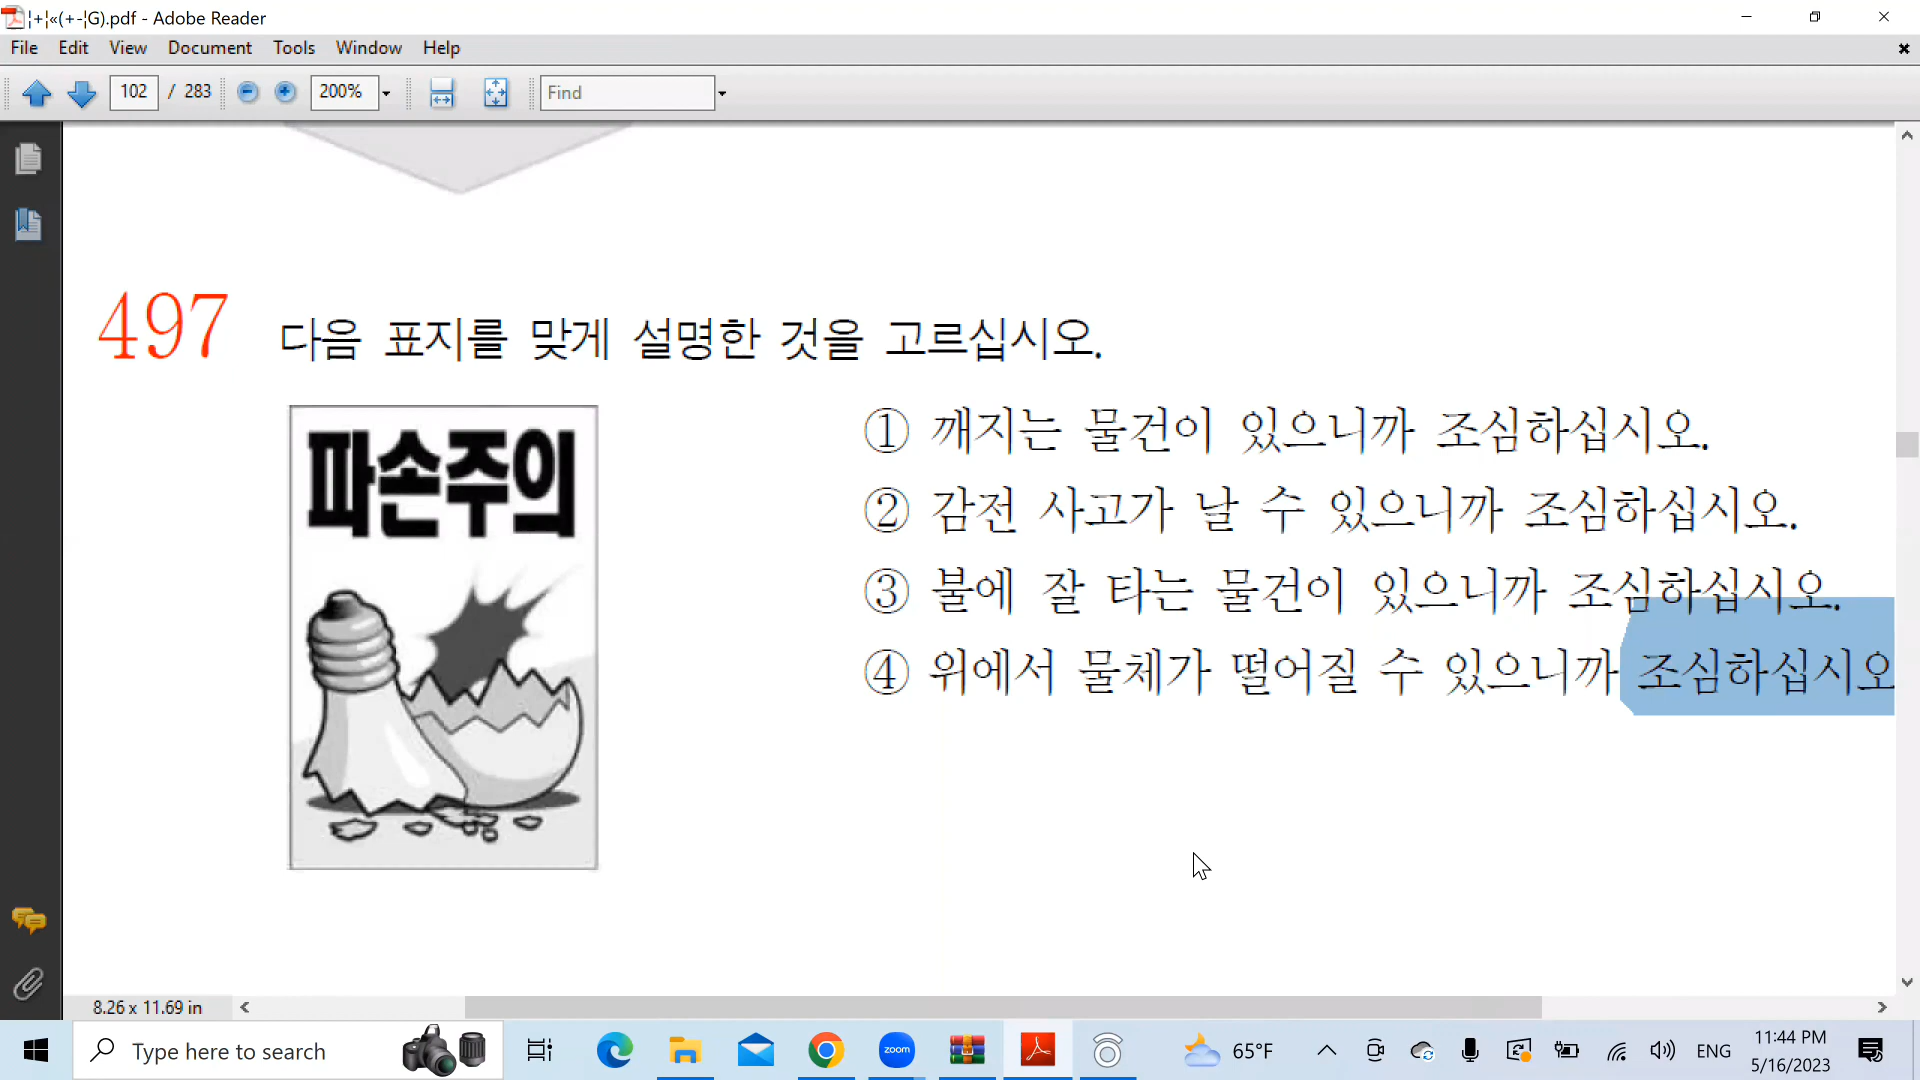 ¦+¦«(+-¦G).pdf - Adobe Reader
File Edit View Document Tools Window Help
102 / 283 200% Find
497 다음 표지를 맞게 설명한 것을 고르십시오.
파손주의
① 깨지는 물건이 있으니까 조심하십시오.
② 감전 사고가 날 수 있으니까 조심하십시오.
③ 불에 잘 타는 물건이 있으니까 조심하십시오.
④ 위에서 물체가 떨어질 수 있으니까 조심하십시오
8.26 x 11.69 in
Type here to search
zoom
65°F
ENG
11:44 PM
5/16/2023